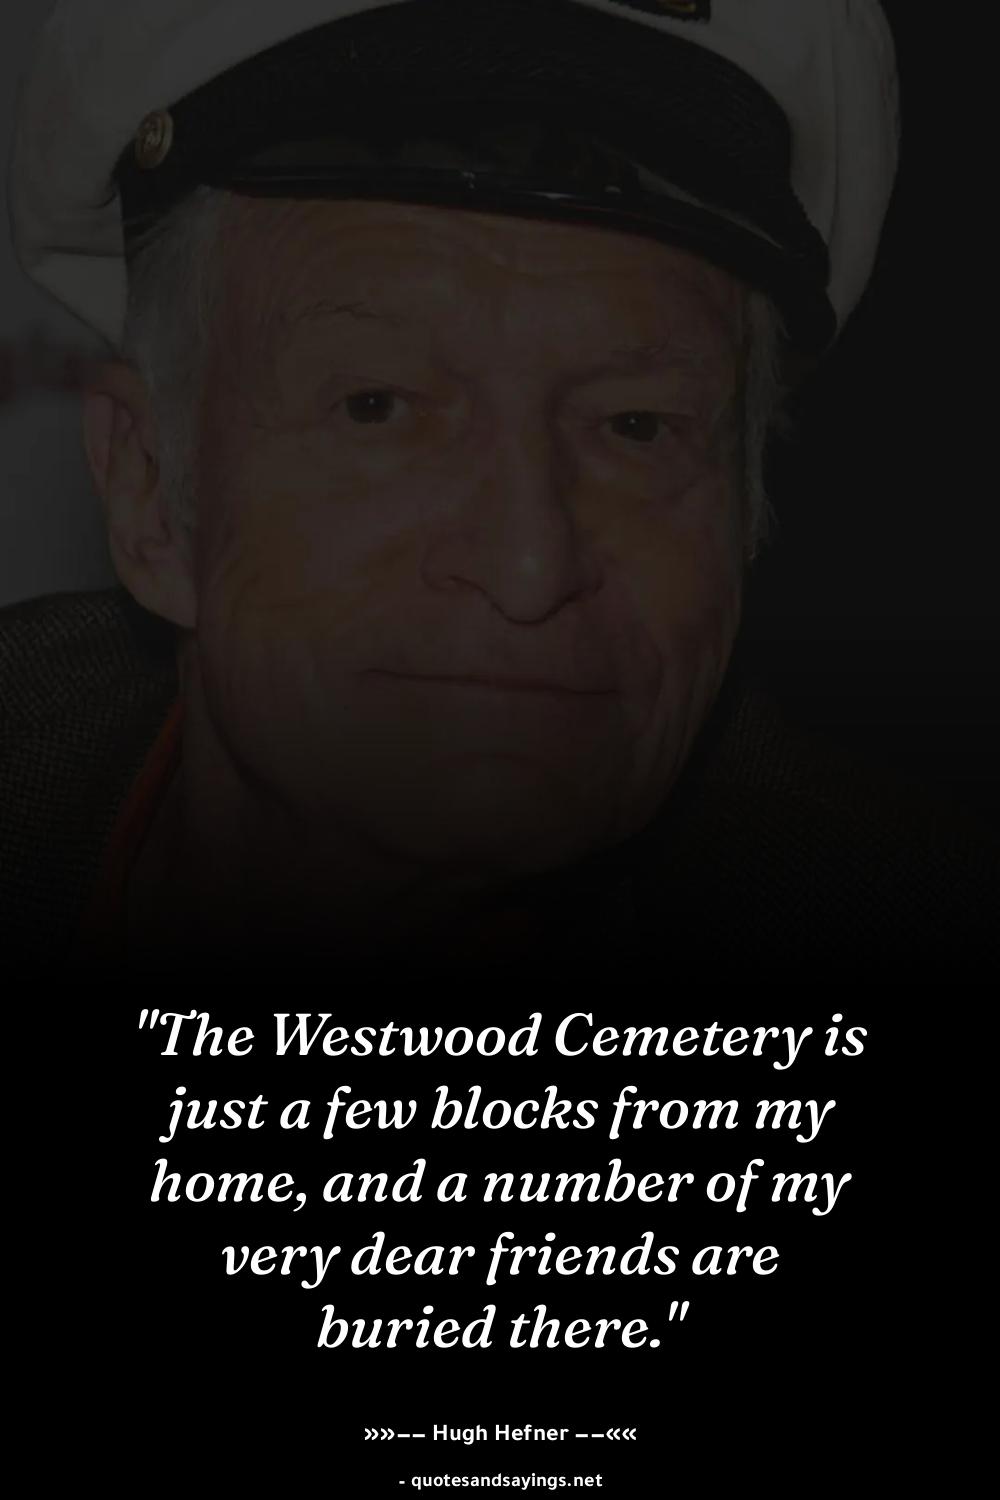 "The Westwood Cemetery is
just a few blocks from my
home, and a number of my
very dear friends are
buried there."
»»–– Hugh Hefner ––««
- quotesandsayings.net